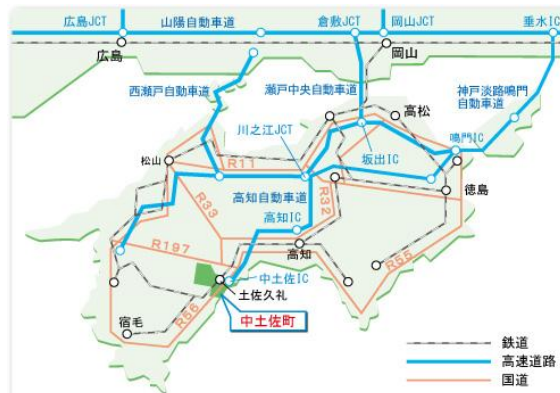 広島JCT
山陽自動車道
倉敷JCT
岡山JCT
垂水IC
広島
岡山
西瀬戸自動車道
瀬戸中央自動車道
神戸淡路鳴門
自動車道
高松
川之江JCT
坂出IC
鳴門IC
松山
R11
徳島
高知自動車道
R32
R33
高知IC
R197
高知
R55
中土佐IC
土佐久礼
R56
宿毛
中土佐町
鉄道
高速道路
国道